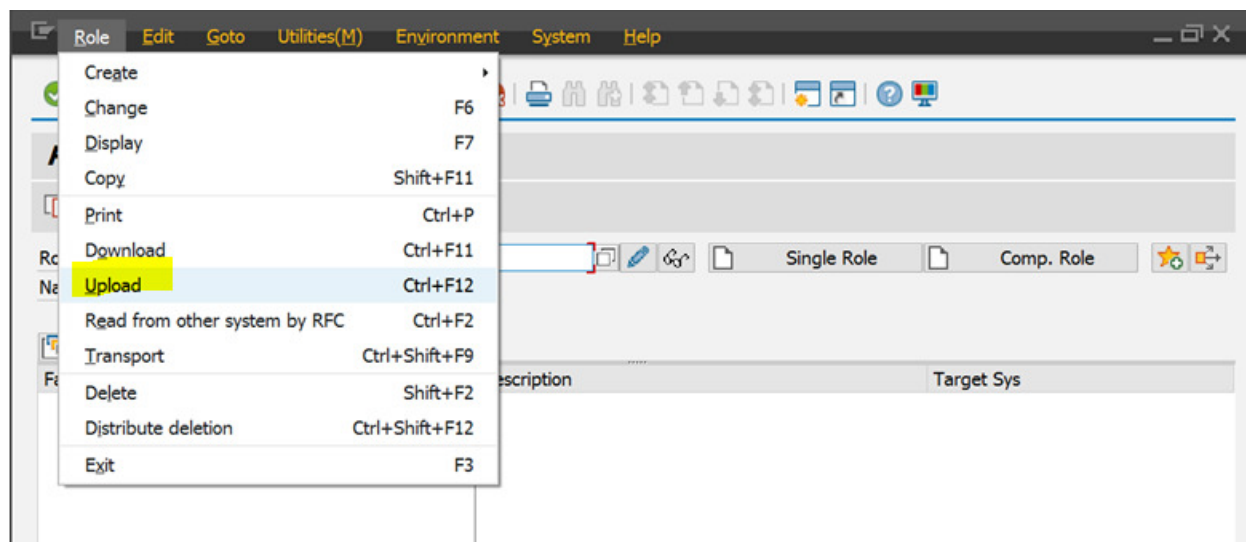 Role Edit Goto Utilities(M) Environment System Help
Create
Change F6
Display F7
Copy Shift+F11
Print Ctrl+P
Download Ctrl+F11
Single Role Comp. Role
Upload Ctrl+F12
Read from other system by RFC Ctrl+F2
Transport Ctrl+Shift+F9
Delete Shift+F2
Target Sys
Distribute deletion Ctrl+Shift+F12
Exit F3